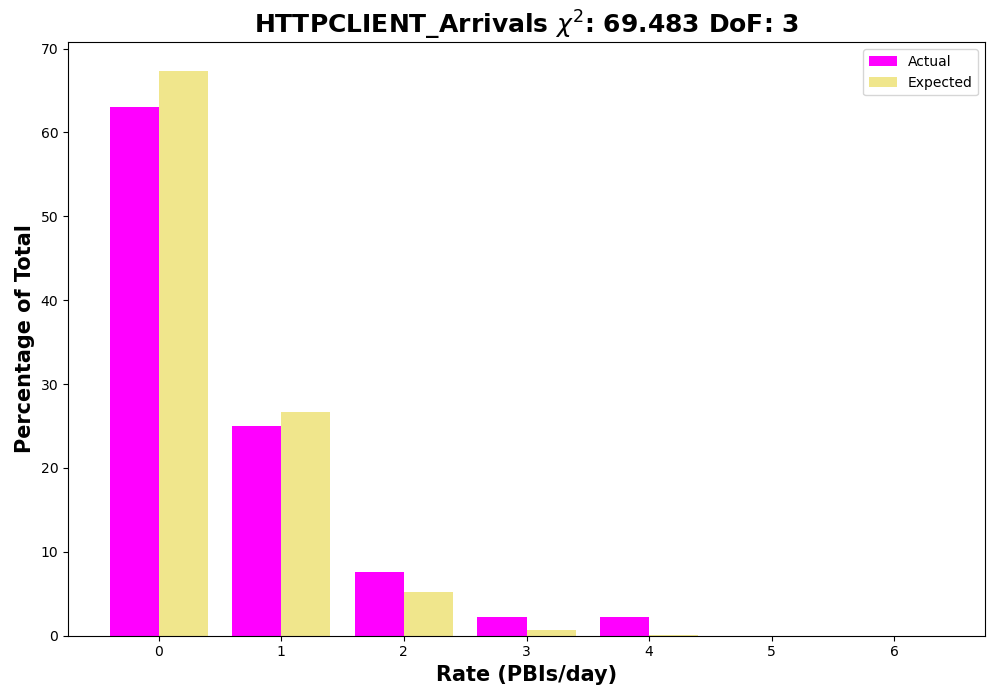 HTTPCLIENT_Arrivals χ²: 69.483 DoF: 3
Actual
Expected
Percentage of Total
70
60
50
40
30
20
10
0
0 1 2 3 4 5 6
Rate (PBIs/day)